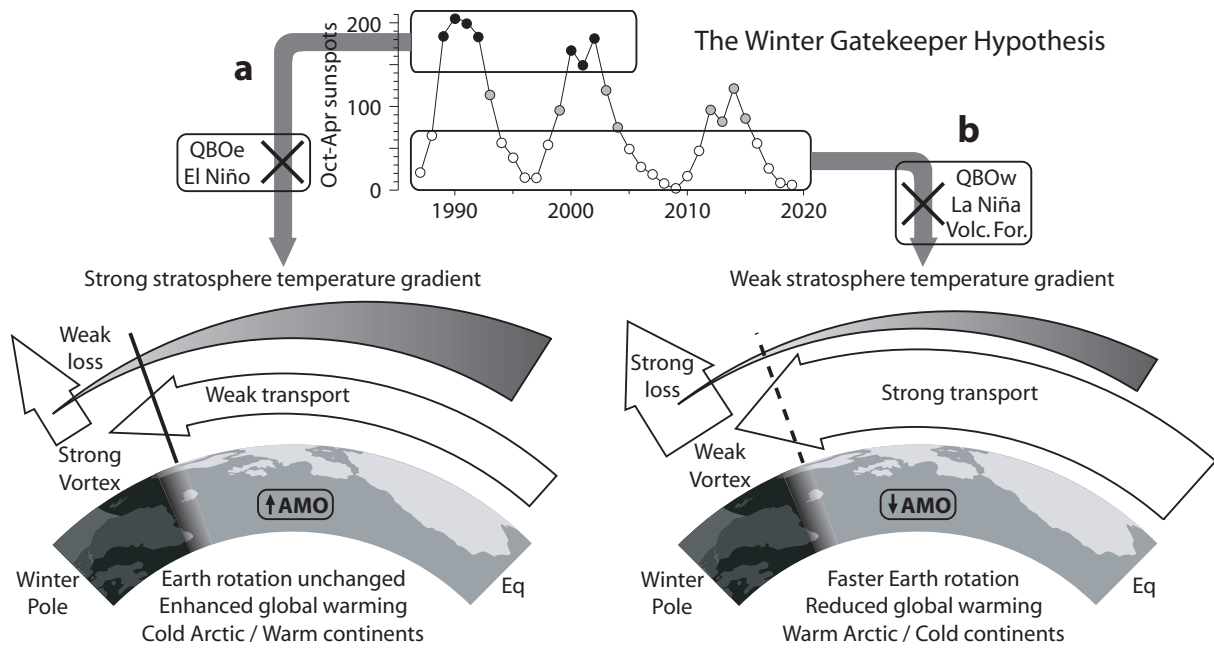 The Winter Gatekeeper Hypothesis
a
Oct-Apr sunspots
200
100
0
1990
2000
2010
2020
b
QBOe
El Niño
QBOw
La Niña
Volc. For.
Strong stratosphere temperature gradient
Weak
loss
Weak transport
Strong
Vortex
↑AMO
Winter
Pole
Eq
Earth rotation unchanged
Enhanced global warming
Cold Arctic / Warm continents
Weak stratosphere temperature gradient
Strong
loss
Strong transport
Weak
Vortex
↓AMO
Winter
Pole
Eq
Faster Earth rotation
Reduced global warming
Warm Arctic / Cold continents